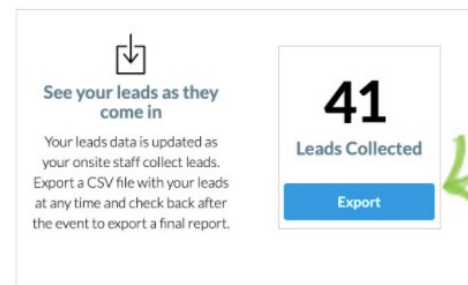 See your leads as they
come in
Your leads data is updated as
your onsite staff collect leads.
Export a CSV file with your leads
at any time and check back after
the event to export a final report.
41
Leads Collected
Export